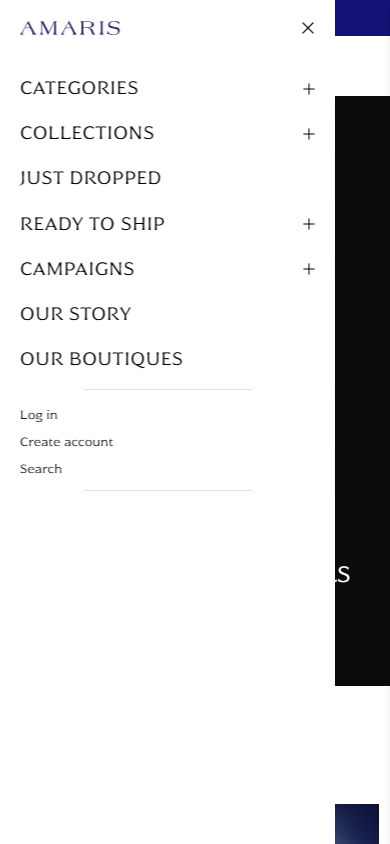 AMARIS
CATEGORIES
COLLECTIONS
JUST DROPPED
READY TO SHIP
CAMPAIGNS
OUR STORY
OUR BOUTIQUES
Log in
Create account
Search